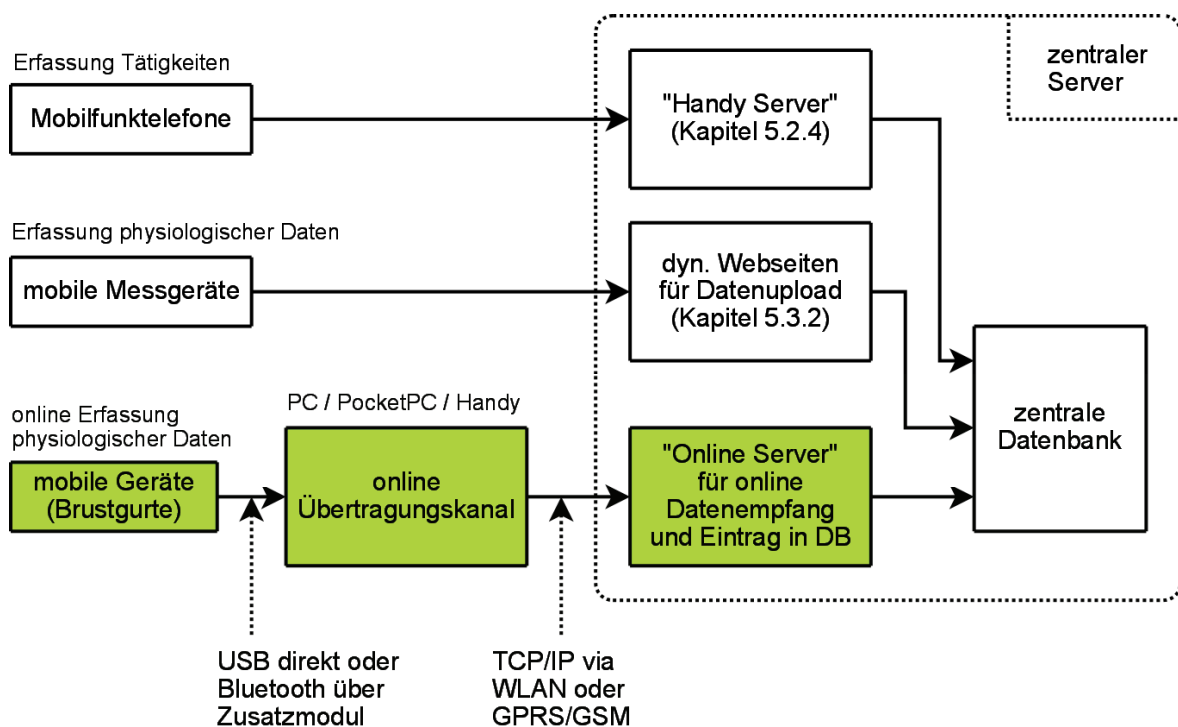 zentraler
Server
Erfassung Tätigkeiten
Mobilfunktelefone
"Handy Server"
(Kapitel 5.2.4)
Erfassung physiologischer Daten
mobile Messgeräte
dyn. Webseiten
für Datenupload
(Kapitel 5.3.2)
online Erfassung
physiologischer Daten
mobile Geräte
(Brustgurte)
PC / PocketPC / Handy
online
Übertragungskanal
"Online Server"
für online
Datenempfang
und Eintrag in DB
zentrale
Datenbank
USB direkt oder
Bluetooth über
Zusatzmodul
TCP/IP via
WLAN oder
GPRS/GSM